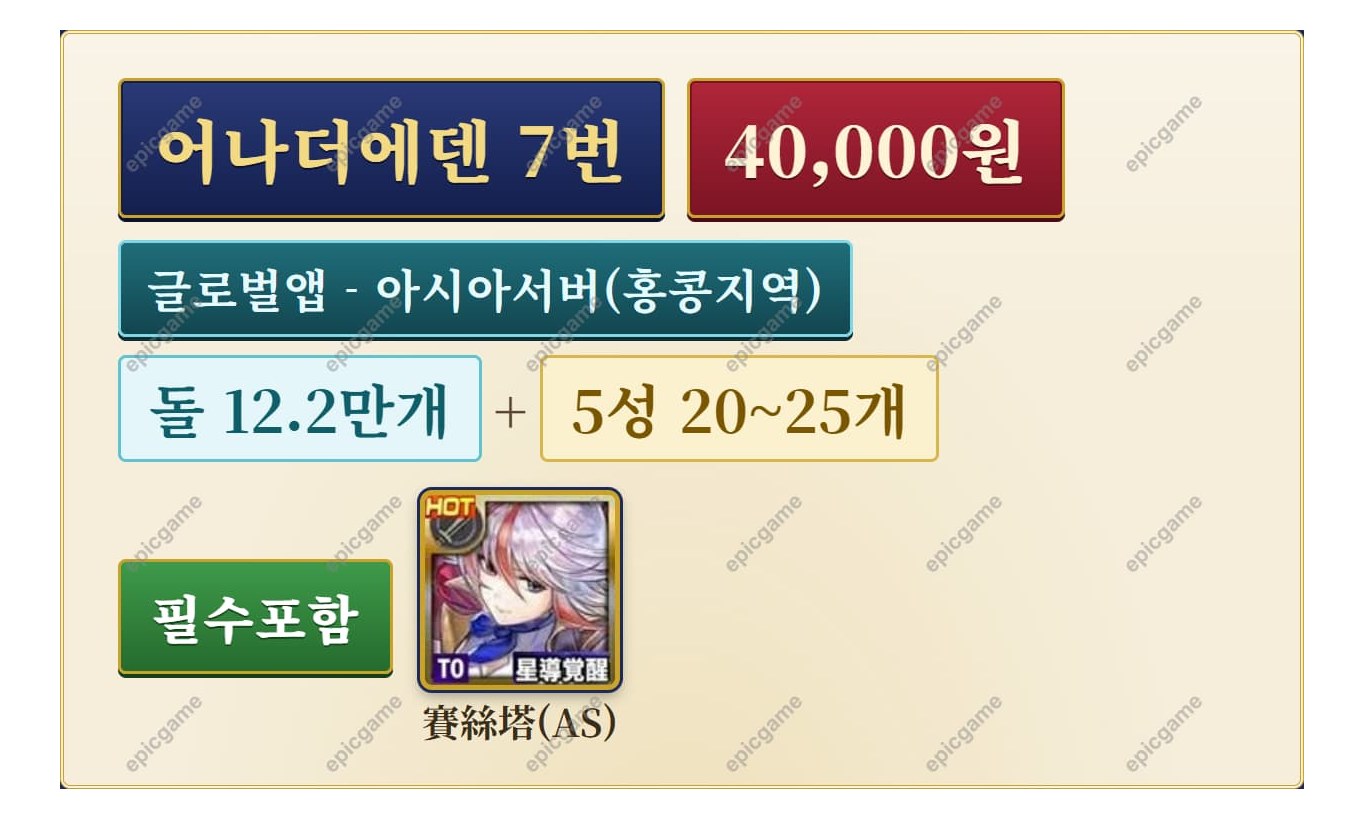 어나더에덴 7번 40,000원
글로벌앱 - 아시아서버(홍콩지역)
돌 12.2만개 + 5성 20~25개
HOT
필수포함
T0 星導覚醒
賽絲塔(AS)
epicgame